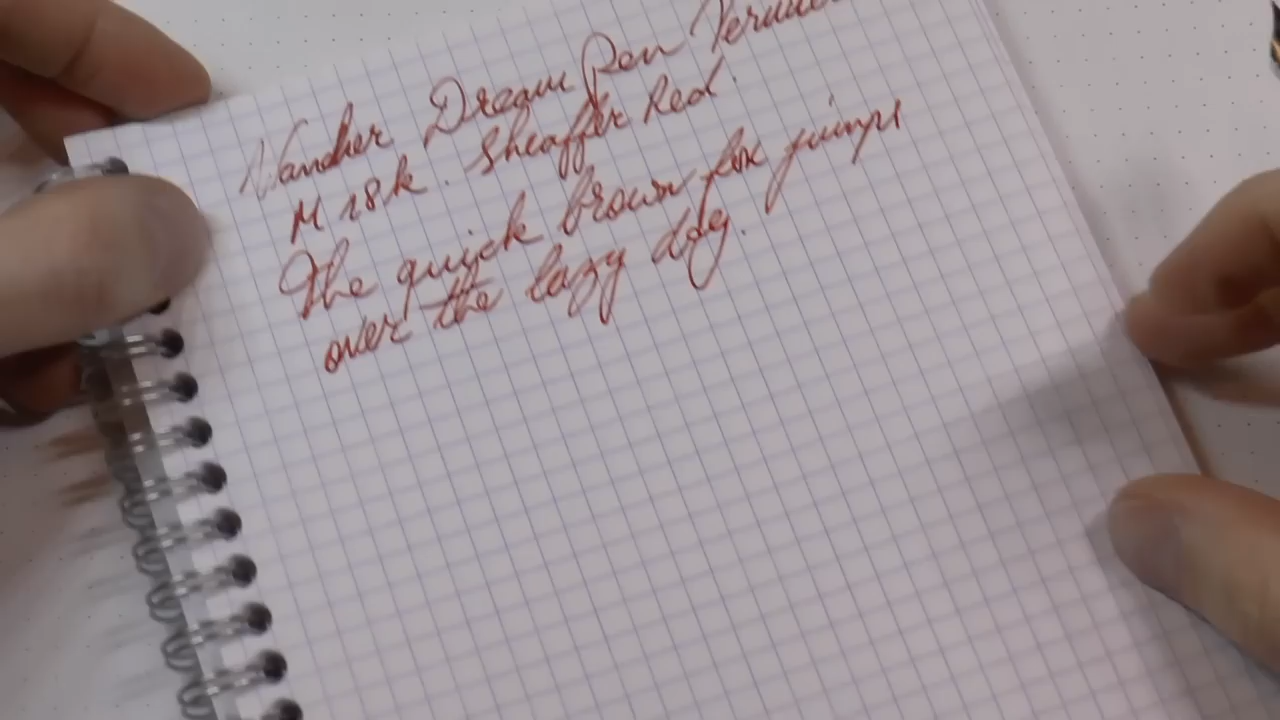 Wancher Dream Pen
M 18k. Sheaffer Red
The quick brown fox jumps
over the lazy dog.